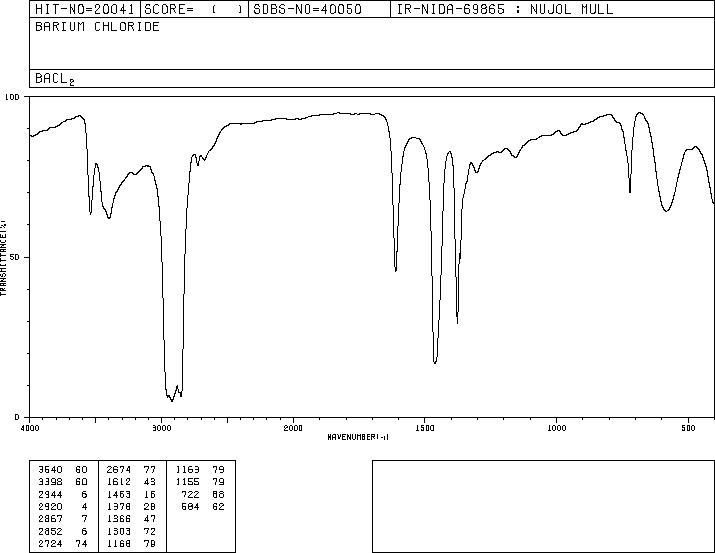 HIT-NO=20041 SCORE= ( ) SDBS-NO=40050 IR-NIDA-69865 : NUJOL MULL
BARIUM CHLORIDE
BACL2
100
TRANSMITTANCE(%)
50
0
4000 3000 2000 1500 1000 500
WAVENUMBER(-1)
3540 60 2674 77 1163 79
3398 60 1612 43 1155 79
2944 6 1463 16 722 68
2920 4 1378 28 584 62
2867 7 1366 47
2852 6 1303 72
2724 74 1168 79